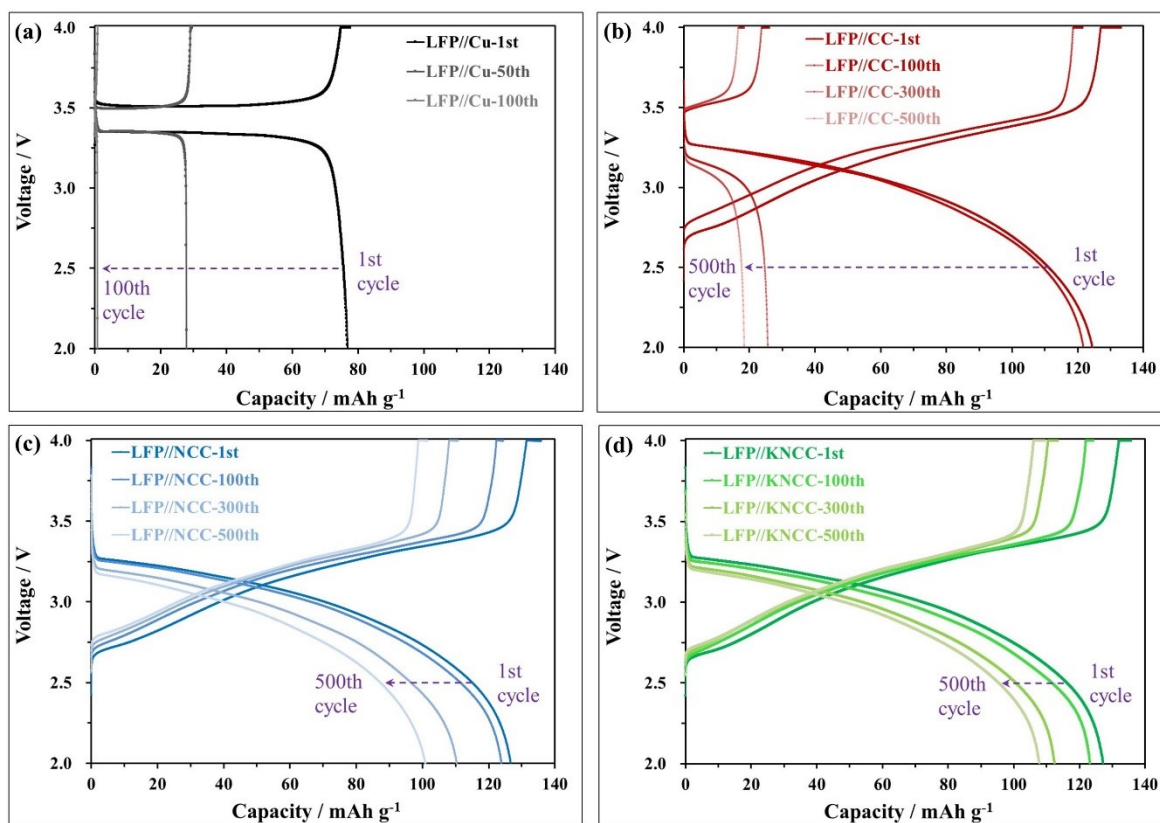 (a)
4.0
3.5
3.0
2.5
2.0
Voltage / V
LFP//Cu-1st
LFP//Cu-50th
LFP//Cu-100th
1st
cycle
100th
cycle
0 20 40 60 80 100 120 140
Capacity / mAh g⁻¹
(b)
4.0
3.5
3.0
2.5
2.0
Voltage / V
LFP//CC-1st
LFP//CC-100th
LFP//CC-300th
LFP//CC-500th
500th
cycle
1st
cycle
0 20 40 60 80 100 120 140
Capacity / mAh g⁻¹
(c)
4.0
3.5
3.0
2.5
2.0
Voltage / V
LFP//NCC-1st
LFP//NCC-100th
LFP//NCC-300th
LFP//NCC-500th
500th
cycle
1st
cycle
0 20 40 60 80 100 120 140
Capacity / mAh g⁻¹
(d)
4.0
3.5
3.0
2.5
2.0
Voltage / V
LFP//KNCC-1st
LFP//KNCC-100th
LFP//KNCC-300th
LFP//KNCC-500th
500th
cycle
1st
cycle
0 20 40 60 80 100 120 140
Capacity / mAh g⁻¹